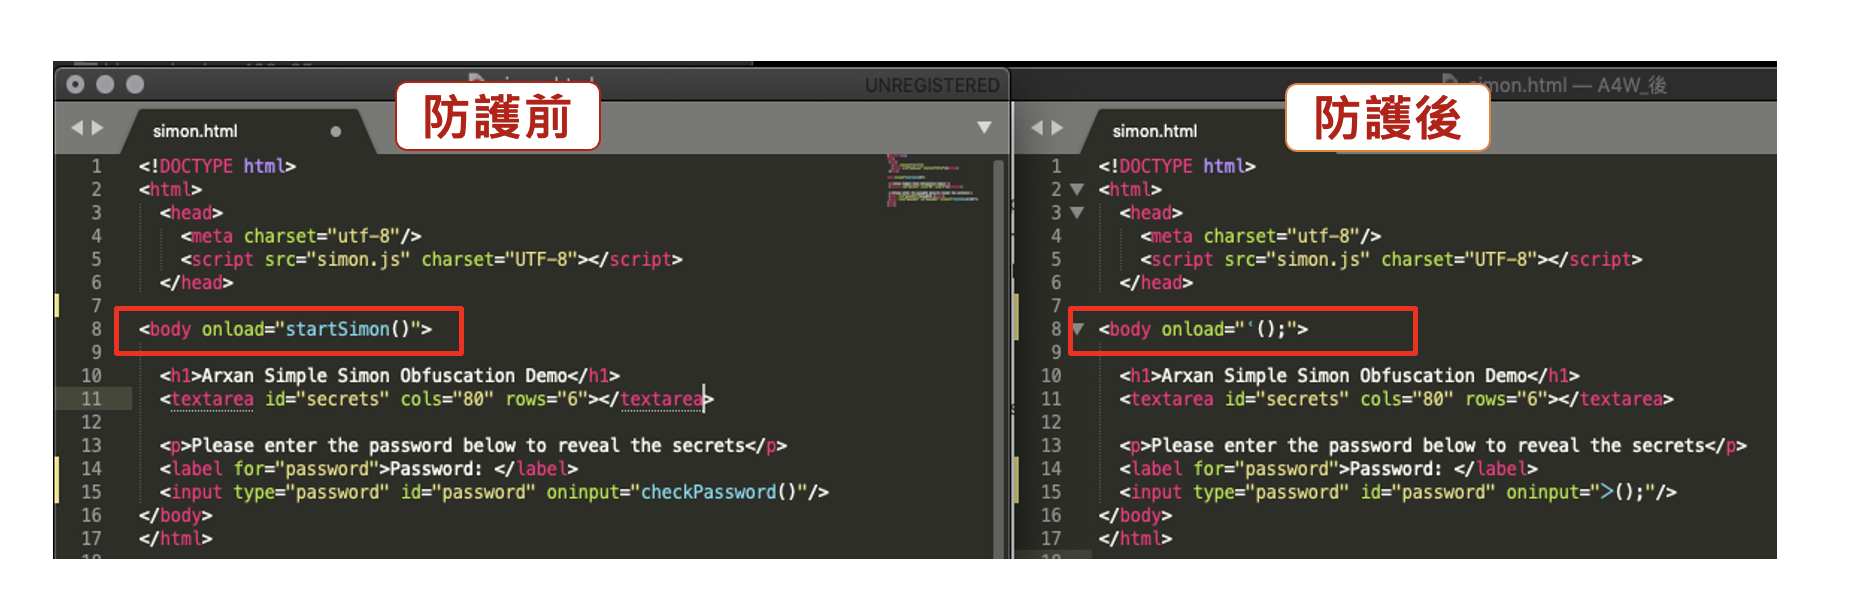 防護前
UNREGISTERED
simon.html
1 <!DOCTYPE html>
2 <html>
3 <head>
4 <meta charset="utf-8"/>
5 <script src="simon.js" charset="UTF-8"></script>
6 </head>
7
8 <body onload="startSimon()">
9
10 <h1>Arxan Simple Simon Obfuscation Demo</h1>
11 <textarea id="secrets" cols="80" rows="6"></textarea>
12
13 <p>Please enter the password below to reveal the secrets</p>
14 <label for="password">Password: </label>
15 <input type="password" id="password" oninput="checkPassword()"/>
16 </body>
17 </html>
防護後
simon.html — A4W_後
simon.html
1 <!DOCTYPE html>
2 <html>
3 <head>
4 <meta charset="utf-8"/>
5 <script src="simon.js" charset="UTF-8"></script>
6 </head>
7
8 <body onload="ʿ();">
9
10 <h1>Arxan Simple Simon Obfuscation Demo</h1>
11 <textarea id="secrets" cols="80" rows="6"></textarea>
12
13 <p>Please enter the password below to reveal the secrets</p>
14 <label for="password">Password: </label>
15 <input type="password" id="password" oninput="ᐳ();"/>
16 </body>
17 </html>